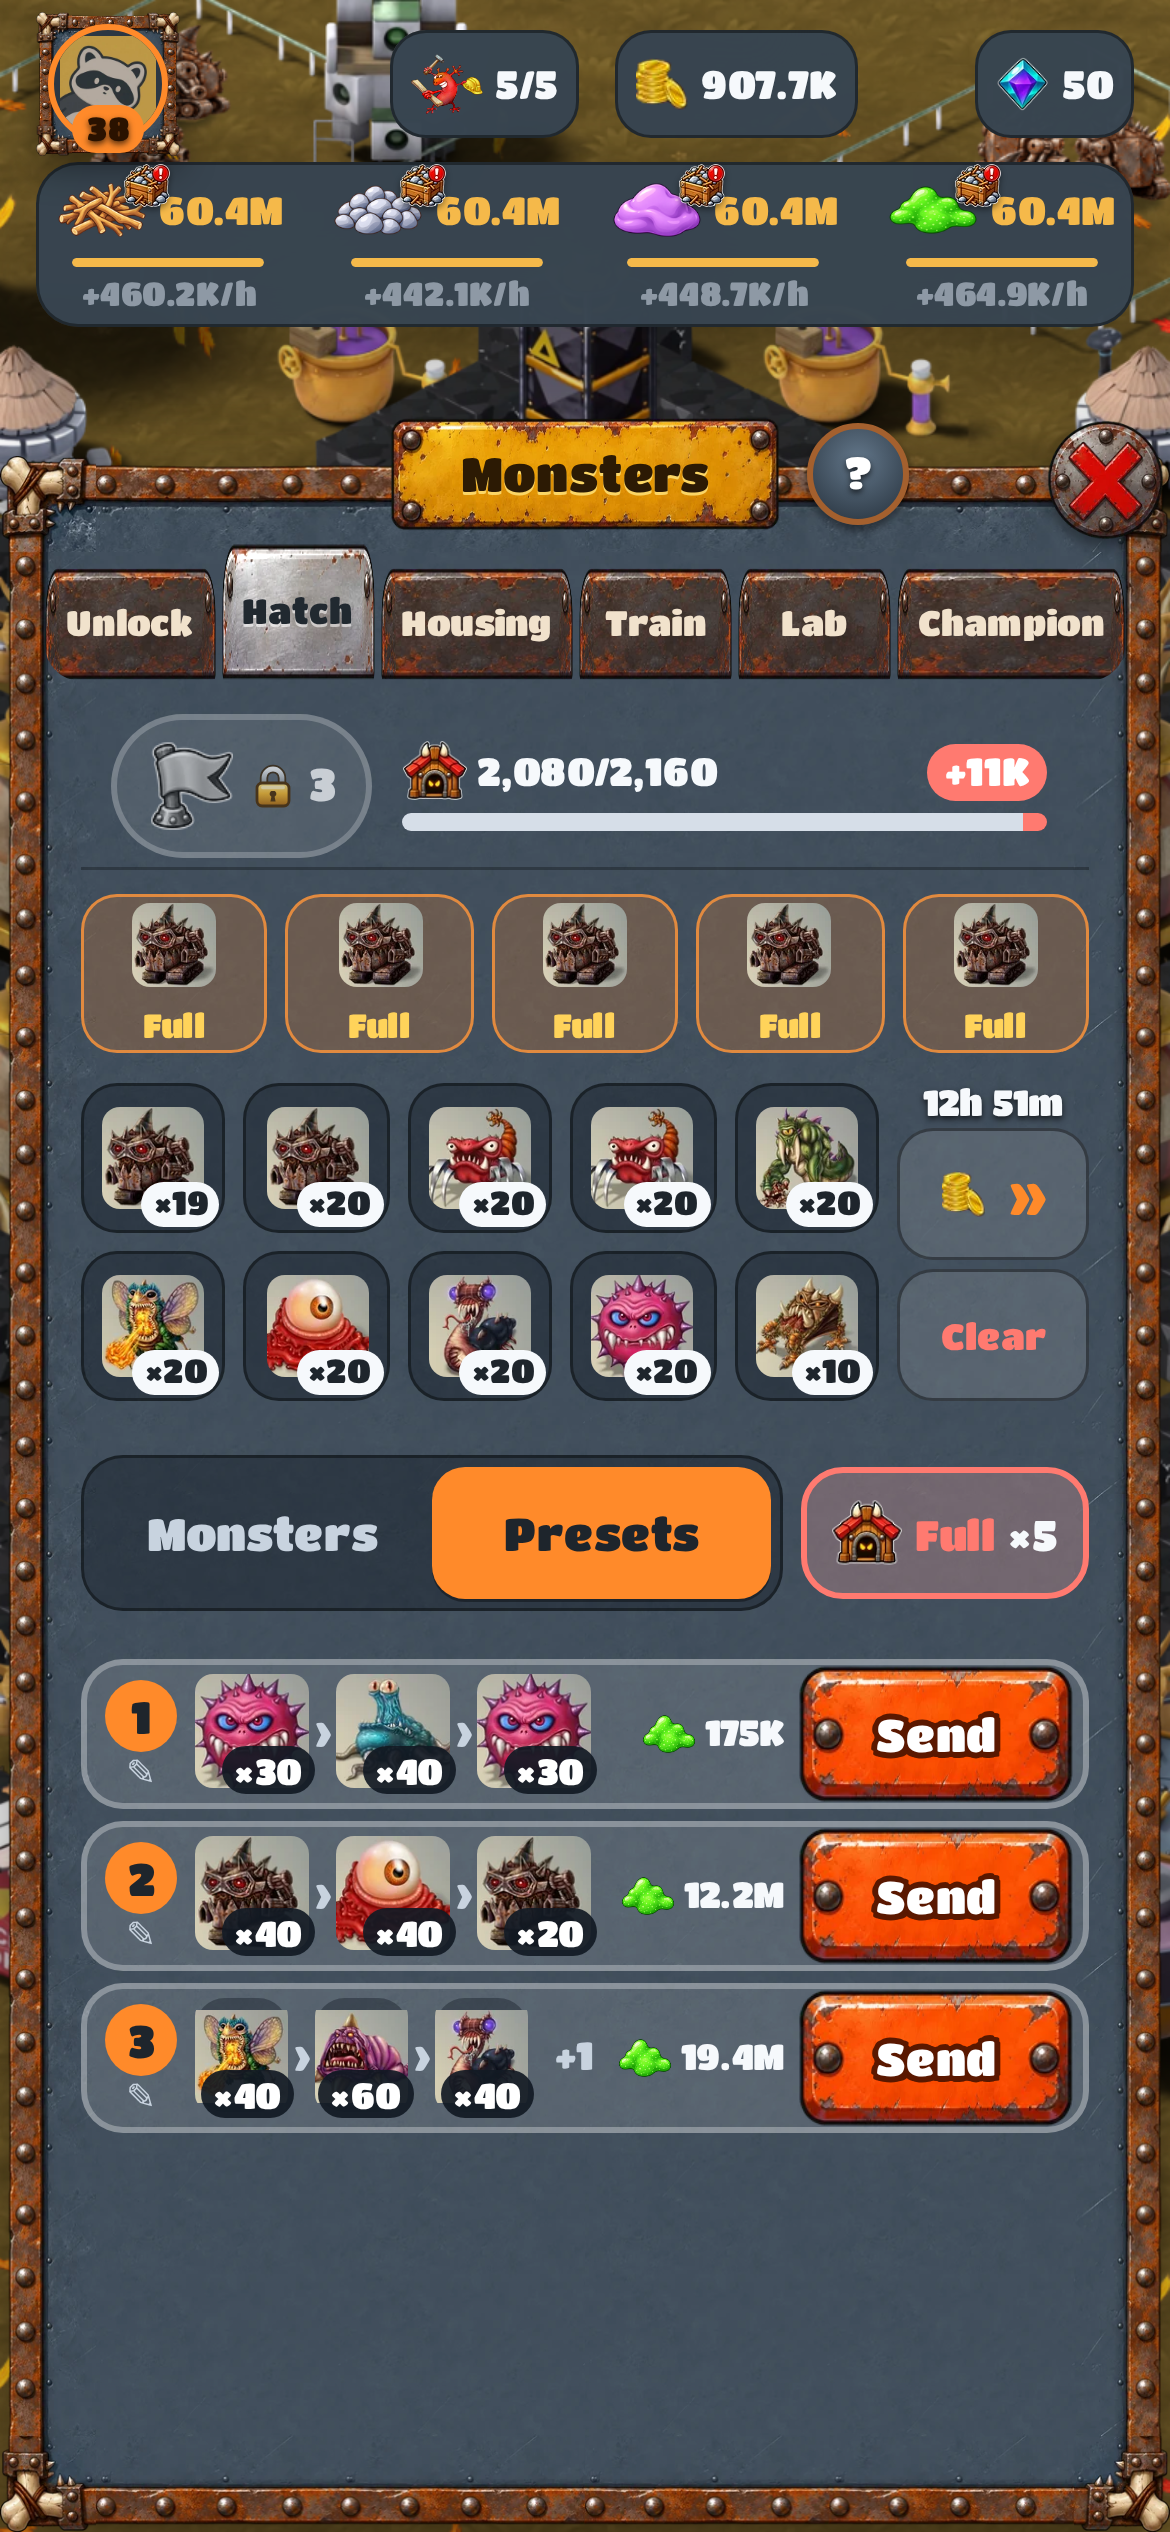 38
5/5
907.7K
50
60.4M
60.4M
60.4M
60.4M
+460.2K/h
+442.1K/h
+448.7K/h
+464.9K/h
Monsters
?
Unlock
Hatch
Housing
Train
Lab
Champion
3
2,080/2,160
+11K
Full
Full
Full
Full
Full
×19
×20
×20
×20
×20
12h 51m
×20
×20
×20
×20
×10
Clear
Monsters
Presets
Full ×5
1
×30
×40
×30
175K
Send
2
×40
×40
×20
12.2M
Send
3
×40
×60
×40
+1
19.4M
Send